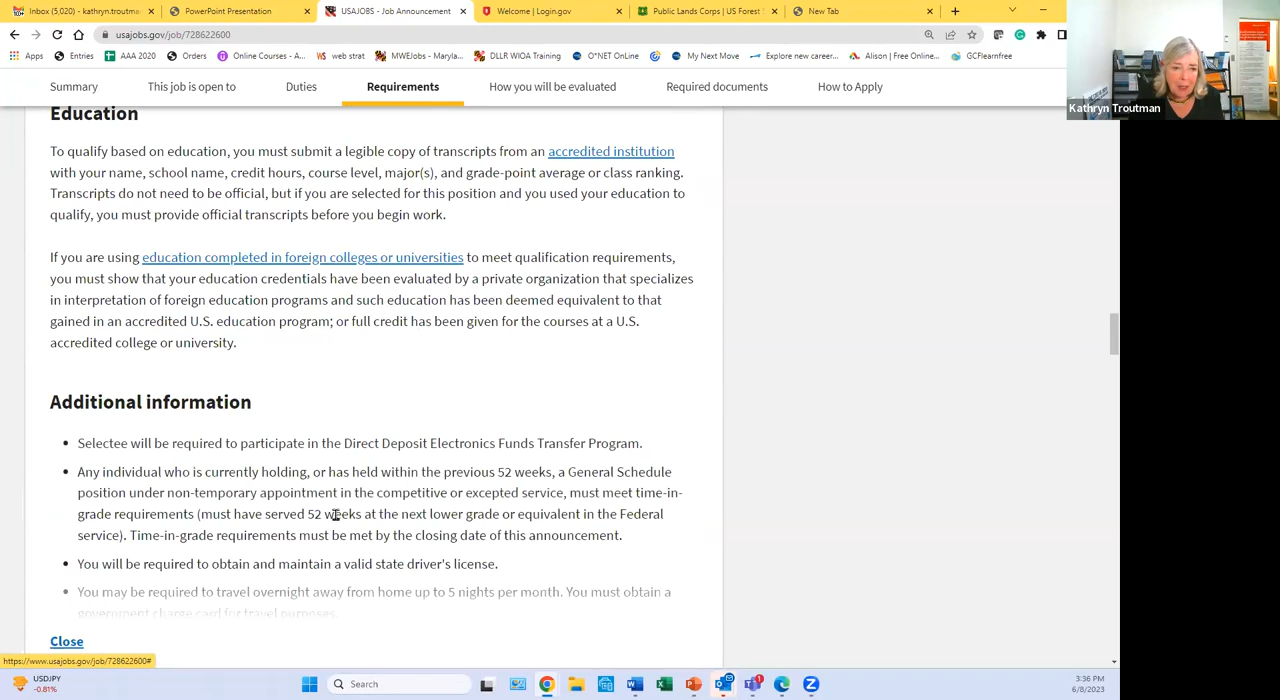 Inbox (5,020) - kathryn.troutma
PowerPoint Presentation
USAJOBS - Job Announcement
Welcome | Login.gov
Public Lands Corps | US Forest
New Tab
usajobs.gov/job/728622600
Apps
Entries
AAA 2020
Orders
Online Courses - A...
web strat
MWEJobs – Maryla...
DLLR WIOA Training
O*NET OnLine
My Next Move
Explore new career...
Alison | Free Online...
GCFlearnfree
Kathryn Troutman
Summary
This job is open to
Duties
Requirements
How you will be evaluated
Required documents
How to Apply
Education
To qualify based on education, you must submit a legible copy of transcripts from an accredited institution
with your name, school name, credit hours, course level, major(s), and grade-point average or class ranking.
Transcripts do not need to be official, but if you are selected for this position and you used your education to
qualify, you must provide official transcripts before you begin work.
If you are using education completed in foreign colleges or universities to meet qualification requirements,
you must show that your education credentials have been evaluated by a private organization that specializes
in interpretation of foreign education programs and such education has been deemed equivalent to that
gained in an accredited U.S. education program; or full credit has been given for the courses at a U.S.
accredited college or university.
Additional information
• Selectee will be required to participate in the Direct Deposit Electronics Funds Transfer Program.
• Any individual who is currently holding, or has held within the previous 52 weeks, a General Schedule
position under non-temporary appointment in the competitive or excepted service, must meet time-in-
grade requirements (must have served 52 weeks at the next lower grade or equivalent in the Federal
service). Time-in-grade requirements must be met by the closing date of this announcement.
• You will be required to obtain and maintain a valid state driver's license.
• You may be required to travel overnight away from home up to 5 nights per month. You must obtain a
government charge card for travel purposes.
Close
https://www.usajobs.gov/job/728622600#
USDJPY
-0.81%
Search
3:36 PM
6/8/2023